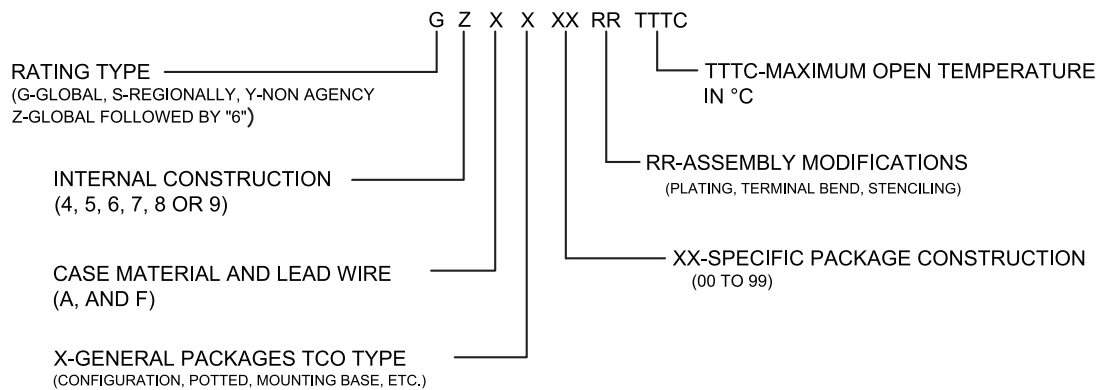 G Z X X XX RR TTTC
RATING TYPE
(G-GLOBAL, S-REGIONALLY, Y-NON AGENCY
Z-GLOBAL FOLLOWED BY "6")
TTTC-MAXIMUM OPEN TEMPERATURE
IN °C
INTERNAL CONSTRUCTION
(4, 5, 6, 7, 8 OR 9)
RR-ASSEMBLY MODIFICATIONS
(PLATING, TERMINAL BEND, STENCILING)
CASE MATERIAL AND LEAD WIRE
(A, AND F)
XX-SPECIFIC PACKAGE CONSTRUCTION
(00 TO 99)
X-GENERAL PACKAGES TCO TYPE
(CONFIGURATION, POTTED, MOUNTING BASE, ETC.)